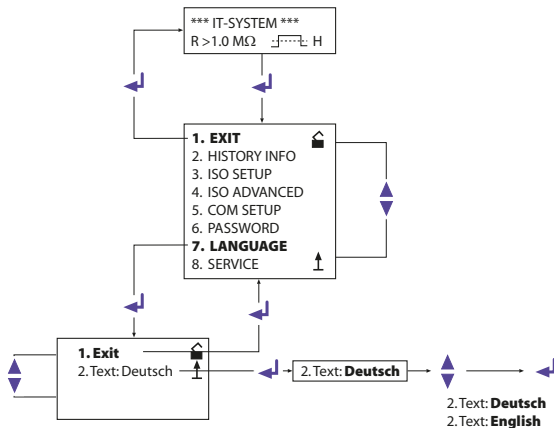 *** IT-SYSTEM ***
R >1.0 MΩ H
1. EXIT
2. HISTORY INFO
3. ISO SETUP
4. ISO ADVANCED
5. COM SETUP
6. PASSWORD
7. LANGUAGE
8. SERVICE
1. Exit
2.Text: Deutsch
2.Text: Deutsch
2.Text: Deutsch
2.Text: English